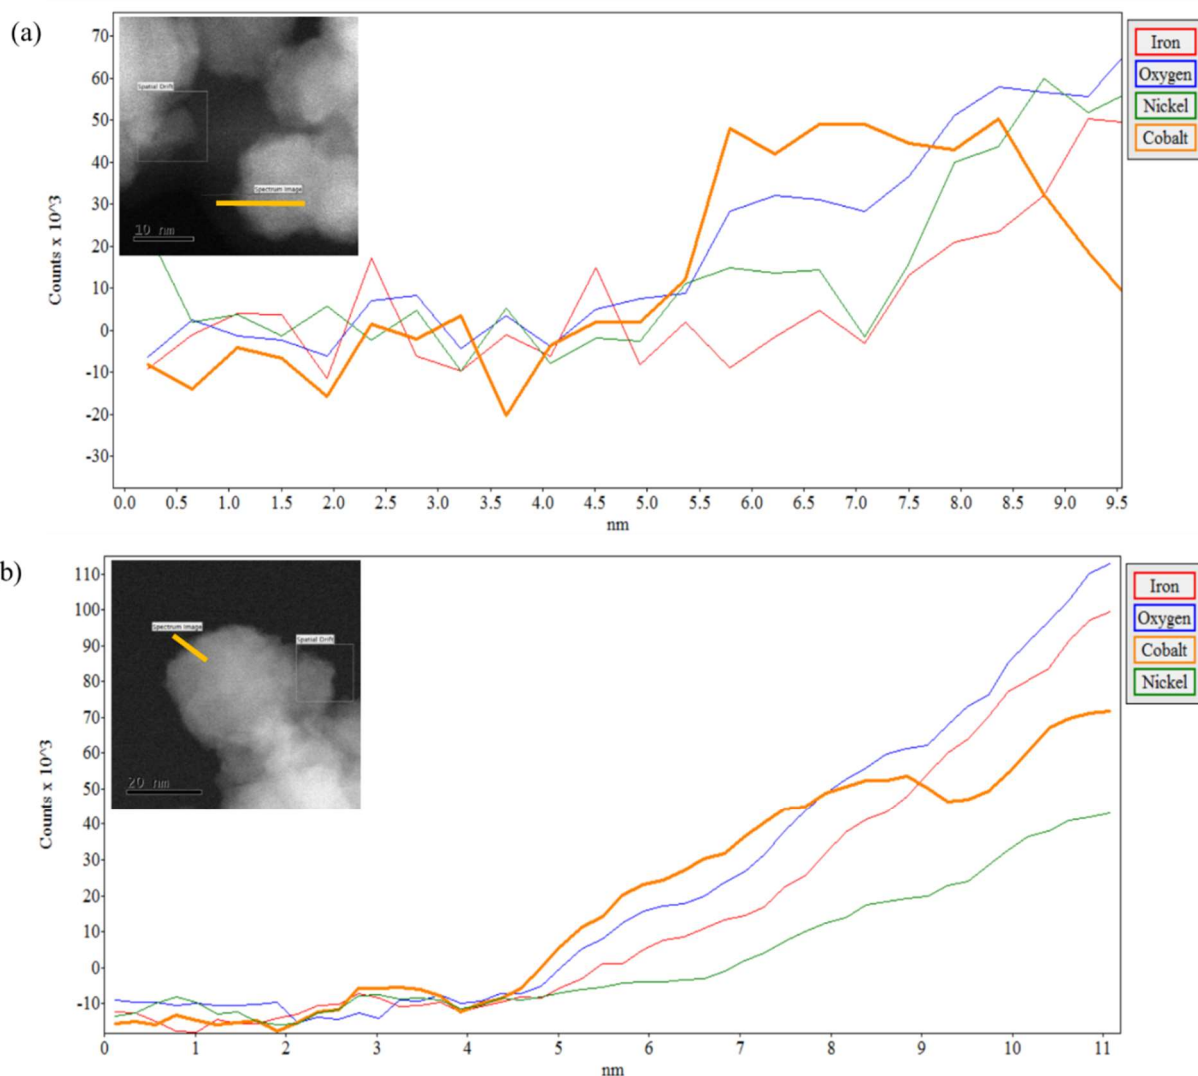 (a)
70
60
50
40
30
20
10
0
-10
-20
-30
Counts x 10^3
Spatial Drift
Spectrum Image
10 nm
Iron
Oxygen
Nickel
Cobalt
0.0 0.5 1.0 1.5 2.0 2.5 3.0 3.5 4.0 4.5 5.0 5.5 6.0 6.5 7.0 7.5 8.0 8.5 9.0 9.5
nm
b)
110
100
90
80
70
60
50
40
30
20
10
0
-10
Counts x 10^3
Spectrum Image
Spatial Drift
20 nm
Iron
Oxygen
Cobalt
Nickel
0 1 2 3 4 5 6 7 8 9 10 11
nm